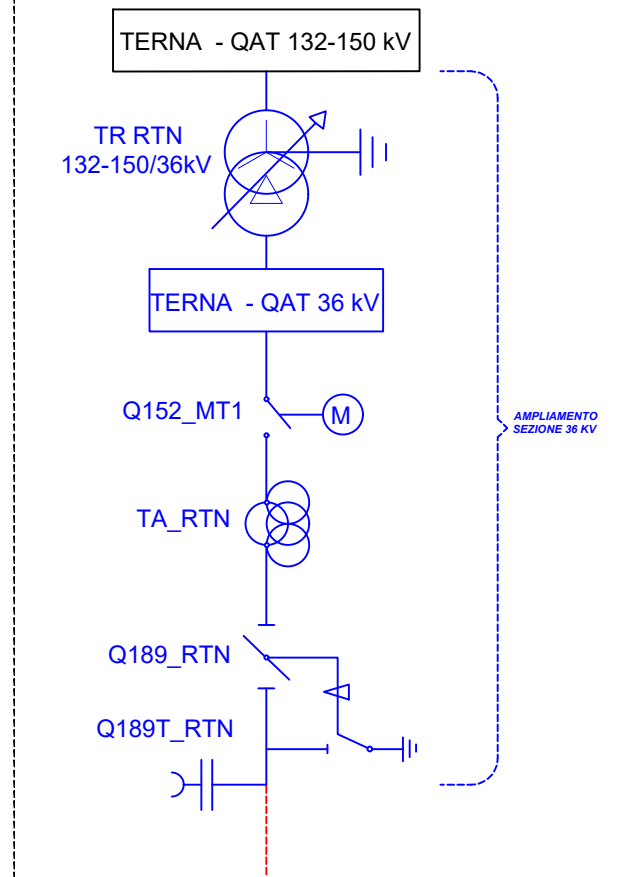 TERNA - QAT 132-150 kV
TR RTN
132-150/36kV
TERNA - QAT 36 kV
Q152_MT1
M
AMPLIAMENTO
SEZIONE 36 KV
TA_RTN
Q189_RTN
Q189T_RTN